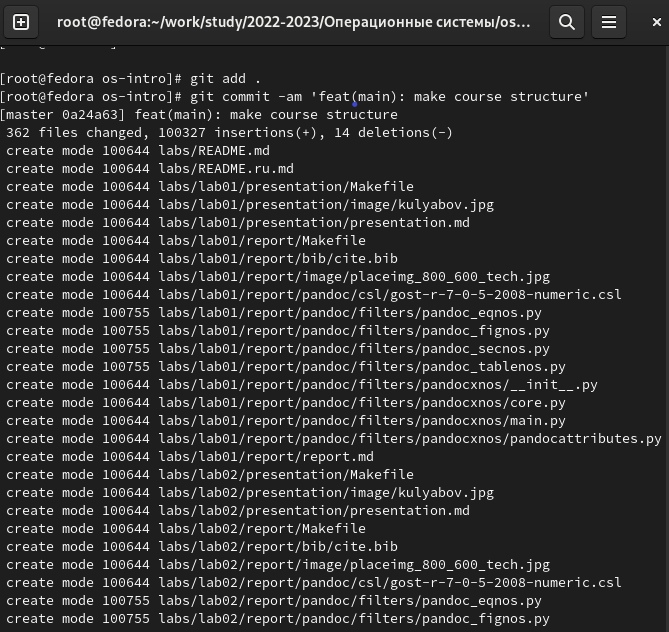 root@fedora:~/work/study/2022-2023/Операционные системы/os...
[root@fedora os-intro]# git add .
[root@fedora os-intro]# git commit -am 'feat(main): make course structure'
[master 0a24a63] feat(main): make course structure
 362 files changed, 100327 insertions(+), 14 deletions(-)
 create mode 100644 labs/README.md
 create mode 100644 labs/README.ru.md
 create mode 100644 labs/lab01/presentation/Makefile
 create mode 100644 labs/lab01/presentation/image/kulyabov.jpg
 create mode 100644 labs/lab01/presentation/presentation.md
 create mode 100644 labs/lab01/report/Makefile
 create mode 100644 labs/lab01/report/bib/cite.bib
 create mode 100644 labs/lab01/report/image/placeimg_800_600_tech.jpg
 create mode 100644 labs/lab01/report/pandoc/csl/gost-r-7-0-5-2008-numeric.csl
 create mode 100755 labs/lab01/report/pandoc/filters/pandoc_eqnos.py
 create mode 100755 labs/lab01/report/pandoc/filters/pandoc_fignos.py
 create mode 100755 labs/lab01/report/pandoc/filters/pandoc_secnos.py
 create mode 100755 labs/lab01/report/pandoc/filters/pandoc_tablenos.py
 create mode 100644 labs/lab01/report/pandoc/filters/pandocxnos/__init__.py
 create mode 100644 labs/lab01/report/pandoc/filters/pandocxnos/core.py
 create mode 100644 labs/lab01/report/pandoc/filters/pandocxnos/main.py
 create mode 100644 labs/lab01/report/pandoc/filters/pandocxnos/pandocattributes.py
 create mode 100644 labs/lab01/report/report.md
 create mode 100644 labs/lab02/presentation/Makefile
 create mode 100644 labs/lab02/presentation/image/kulyabov.jpg
 create mode 100644 labs/lab02/presentation/presentation.md
 create mode 100644 labs/lab02/report/Makefile
 create mode 100644 labs/lab02/report/bib/cite.bib
 create mode 100644 labs/lab02/report/image/placeimg_800_600_tech.jpg
 create mode 100644 labs/lab02/report/pandoc/csl/gost-r-7-0-5-2008-numeric.csl
 create mode 100755 labs/lab02/report/pandoc/filters/pandoc_eqnos.py
 create mode 100755 labs/lab02/report/pandoc/filters/pandoc_fignos.py